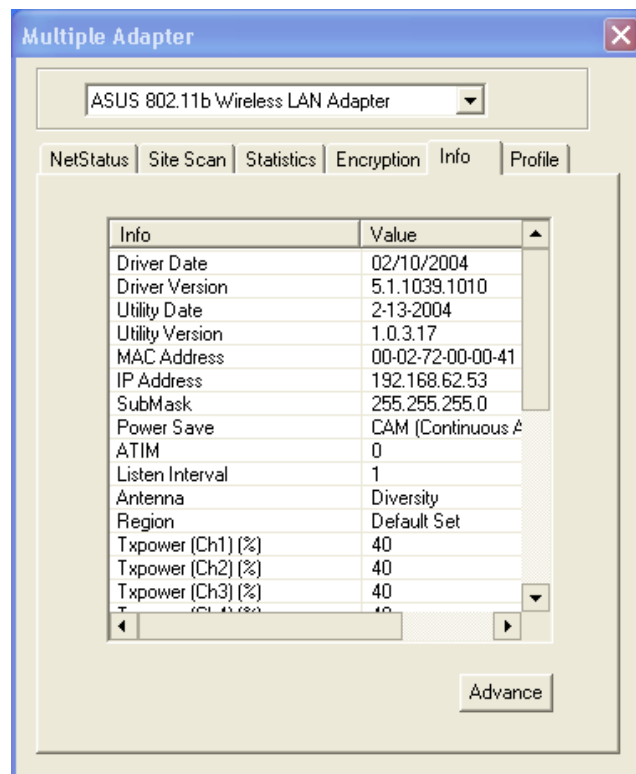 Multiple Adapter
ASUS 802.11b Wireless LAN Adapter
NetStatus Site Scan Statistics Encryption Info Profile
Info Value
Driver Date 02/10/2004
Driver Version 5.1.1039.1010
Utility Date 2-13-2004
Utility Version 1.0.3.17
MAC Address 00-02-72-00-00-41
IP Address 192.168.62.53
SubMask 255.255.255.0
Power Save CAM (Continuous A
ATIM 0
Listen Interval 1
Antenna Diversity
Region Default Set
Txpower (Ch1) (%) 40
Txpower (Ch2) (%) 40
Txpower (Ch3) (%) 40
Advance